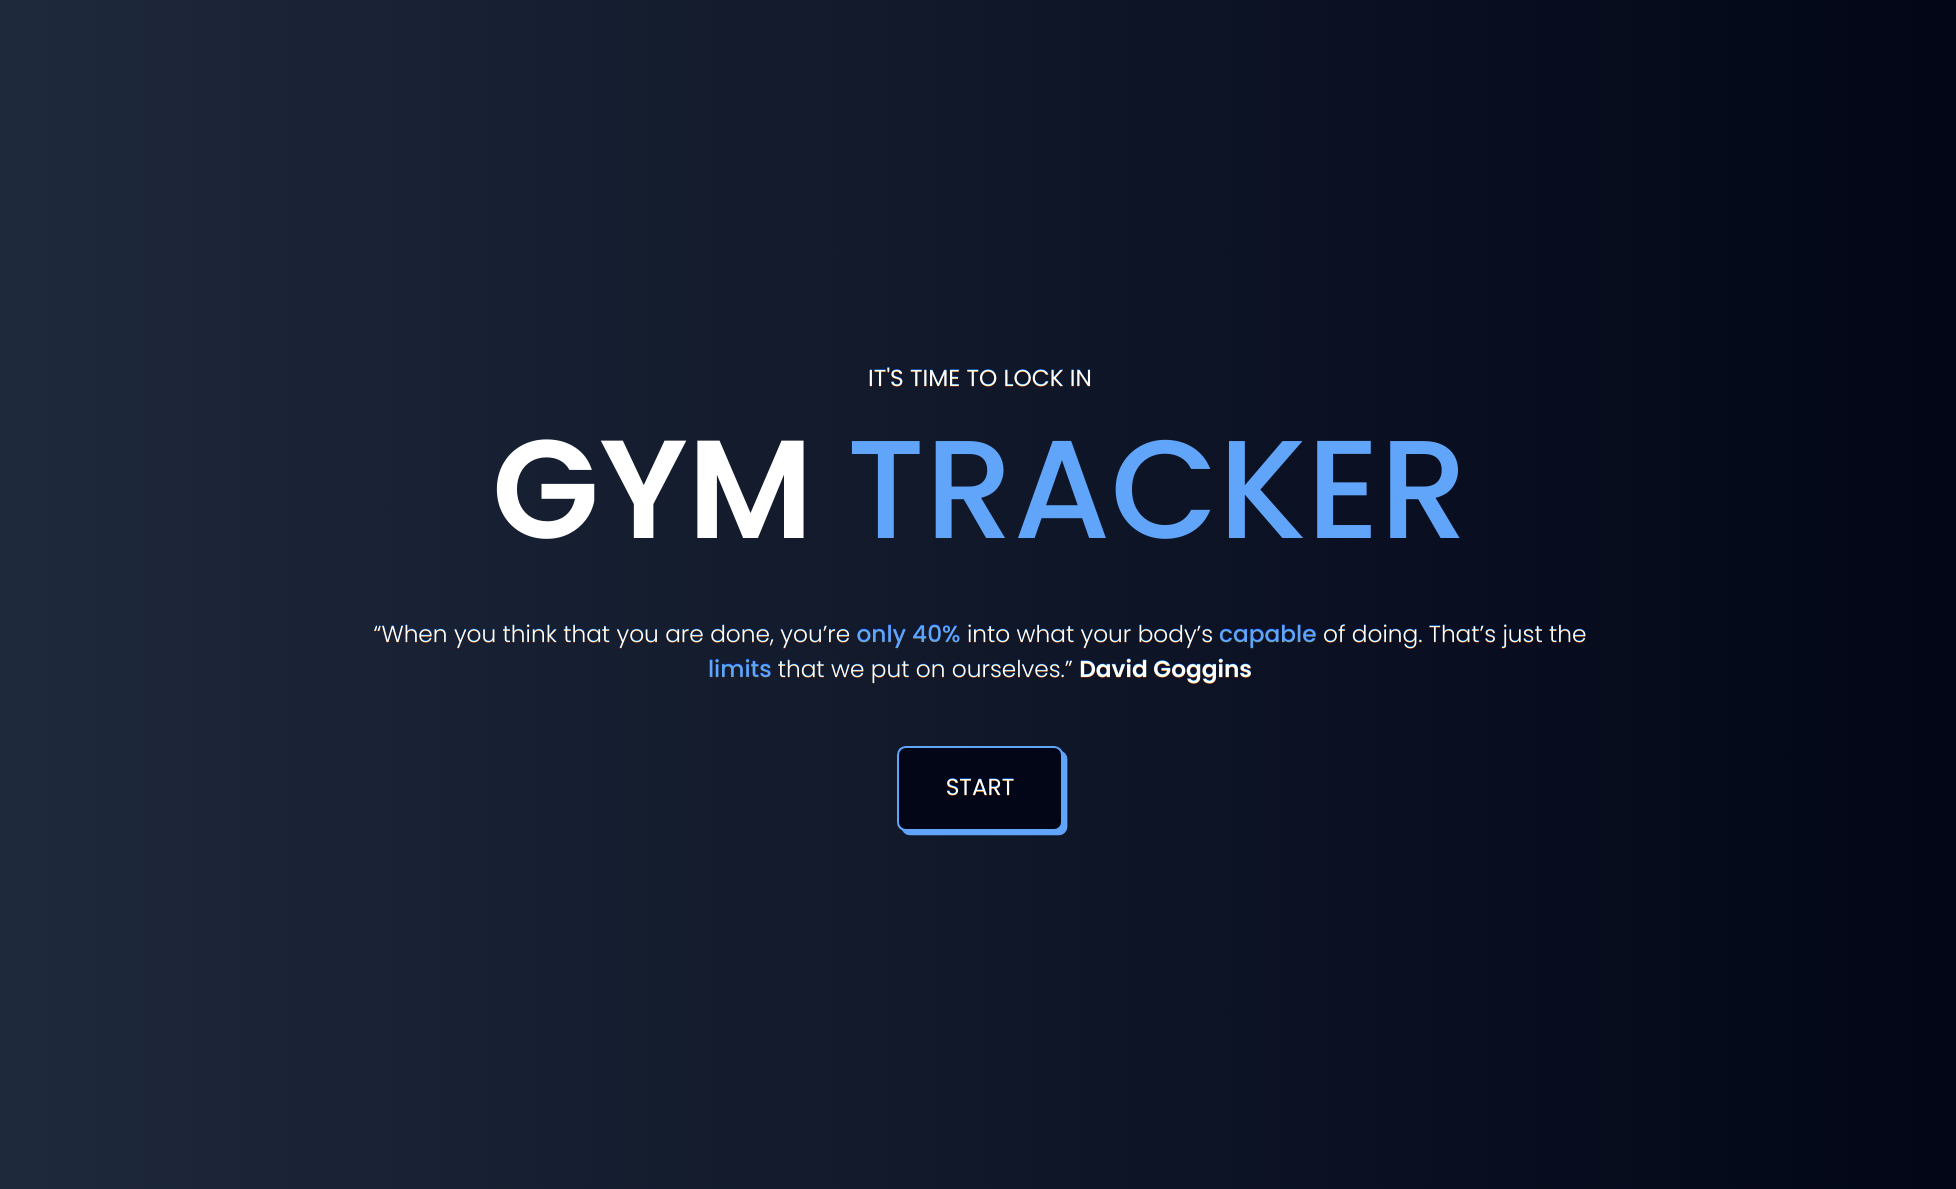 IT'S TIME TO LOCK IN
GYM TRACKER
“When you think that you are done, you’re only 40% into what your body’s capable of doing. That’s just the
limits that we put on ourselves.” David Goggins
START